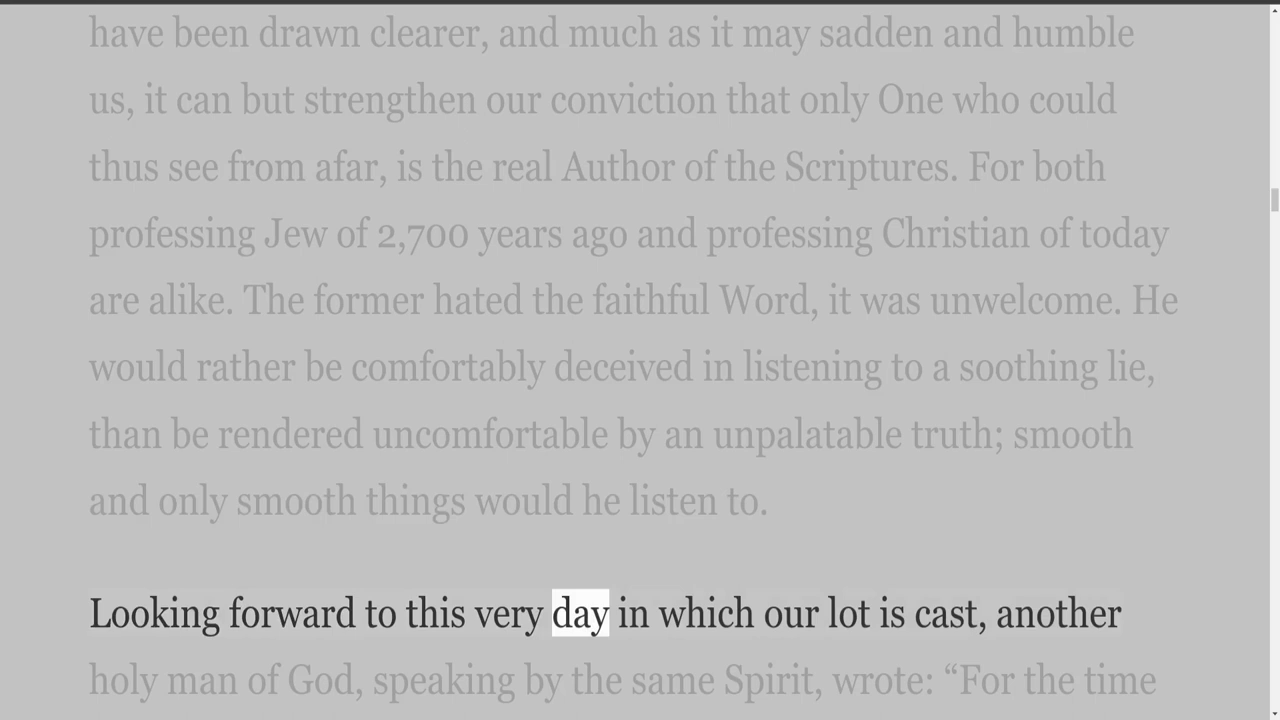 have been drawn clearer, and much as it may sadden and humble
us, it can but strengthen our conviction that only One who could
thus see from afar, is the real Author of the Scriptures. For both
professing Jew of 2,700 years ago and professing Christian of today
are alike. The former hated the faithful Word, it was unwelcome. He
would rather be comfortably deceived in listening to a soothing lie,
than be rendered uncomfortable by an unpalatable truth; smooth
and only smooth things would he listen to.
Looking forward to this very day in which our lot is cast, another
holy man of God, speaking by the same Spirit, wrote: “For the time